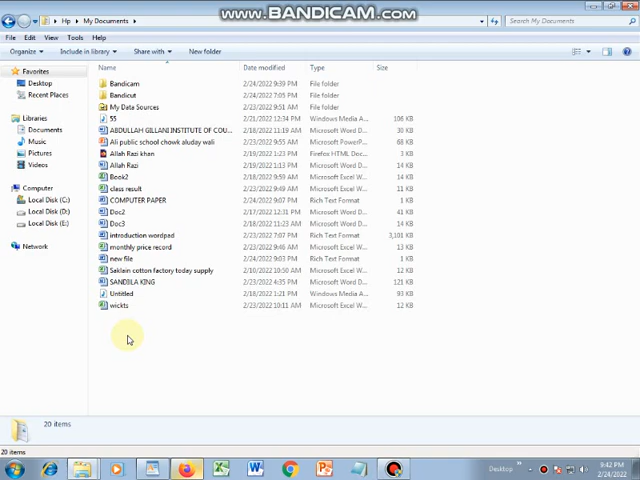 www.BANDICAM.com
Hp ▸ My Documents ▸
Search My Documents
File Edit View Tools Help
Organize Include in library Share with New folder
Favorites
Desktop
Recent Places
Libraries
Documents
Music
Pictures
Videos
Computer
Local Disk (C:)
Local Disk (D:)
Local Disk (E:)
Network
Name Date modified Type Size
Bandicam 2/24/2022 9:39 PM File folder
Bandicut 2/24/2022 7:05 PM File folder
My Data Sources 2/23/2022 9:51 AM File folder
55 2/21/2022 12:34 PM Windows Media A... 106 KB
ABDULLAH GILLANI INSTITUTE OF COU... 2/18/2022 11:19 AM Microsoft Word D... 30 KB
Ali public school chowk aluday wali 2/23/2022 9:55 AM Microsoft PowerP... 68 KB
Allah Razi khan 2/19/2022 1:23 PM Firefox HTML Doc... 3 KB
Allah Razi 2/19/2022 1:13 PM Microsoft Word D... 40 KB
Book2 2/18/2022 9:59 AM Microsoft Excel W...
class result 2/23/2022 9:49 AM Microsoft Excel W... 11 KB
COMPUTER PAPER 2/24/2022 9:07 PM Rich Text Format 1 KB
Doc2 2/17/2022 12:31 PM Microsoft Word D... 41 KB
Doc3 2/18/2022 11:23 AM Microsoft Word D... 14 KB
introduction wordpad 2/23/2022 7:07 PM Rich Text Format 3,101 KB
monthly price record 2/23/2022 9:46 AM Microsoft Excel W... 13 KB
new file 2/24/2022 9:03 PM Rich Text Format 1 KB
Saklein cotton factory today supply 2/10/2022 10:50 AM Microsoft Excel W... 12 KB
SANDILA KING 2/23/2022 4:35 PM Microsoft Excel W... 121 KB
Untitled 2/18/2022 1:21 PM Windows Media A... 93 KB
wickts 2/23/2022 10:11 AM Microsoft Excel W... 12 KB
20 items
20 items
Desktop
9:42 PM
2/24/2022